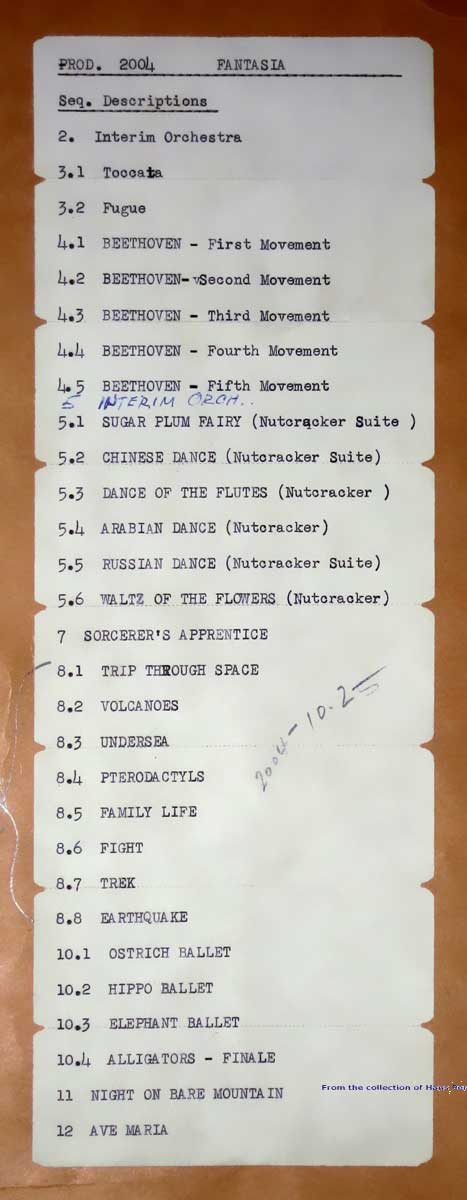 PROD. 2004 FANTASIA
Seq. Descriptions
2. Interim Orchestra
3.1 Toccata
3.2 Fugue
4.1 BEETHOVEN - First Movement
4.2 BEETHOVEN- vSecond Movement
4.3 BEETHOVEN - Third Movement
4.4 BEETHOVEN - Fourth Movement
4.5 BEETHOVEN - Fifth Movement
5 INTERIM ORCH..
5.1 SUGAR PLUM FAIRY (Nutcracker Suite )
5.2 CHINESE DANCE (Nutcracker Suite)
5.3 DANCE OF THE FLUTES (Nutcracker )
5.4 ARABIAN DANCE (Nutcracker)
5.5 RUSSIAN DANCE (Nutcracker Suite)
5.6 WALTZ OF THE FLOWERS (Nutcracker)
7 SORCERER'S APPRENTICE
8.1 TRIP THROUGH SPACE
8.2 VOLCANOES
2004-10.25
8.3 UNDERSEA
8.4 PTERODACTYLS
8.5 FAMILY LIFE
8.6 FIGHT
8.7 TREK
8.8 EARTHQUAKE
10.1 OSTRICH BALLET
10.2 HIPPO BALLET
10.3 ELEPHANT BALLET
10.4 ALLIGATORS - FINALE
11 NIGHT ON BARE MOUNTAIN
From the collection of Hans
12 AVE MARIA